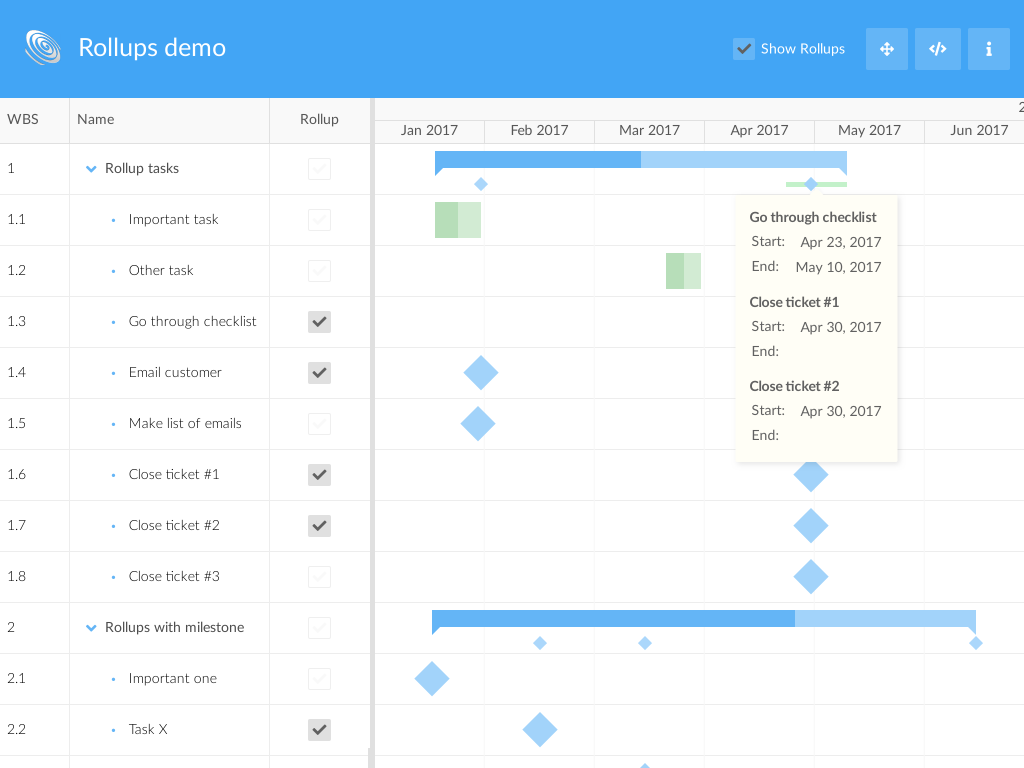 Rollups demo
Show Rollups
WBS Name Rollup
Jan 2017 Feb 2017 Mar 2017 Apr 2017 May 2017 Jun 2017
1 Rollup tasks
1.1 Important task
1.2 Other task
1.3 Go through checklist
1.4 Email customer
1.5 Make list of emails
1.6 Close ticket #1
1.7 Close ticket #2
1.8 Close ticket #3
2 Rollups with milestone
2.1 Important one
2.2 Task X
Go through checklist
Start: Apr 23, 2017
End: May 10, 2017
Close ticket #1
Start: Apr 30, 2017
End:
Close ticket #2
Start: Apr 30, 2017
End: